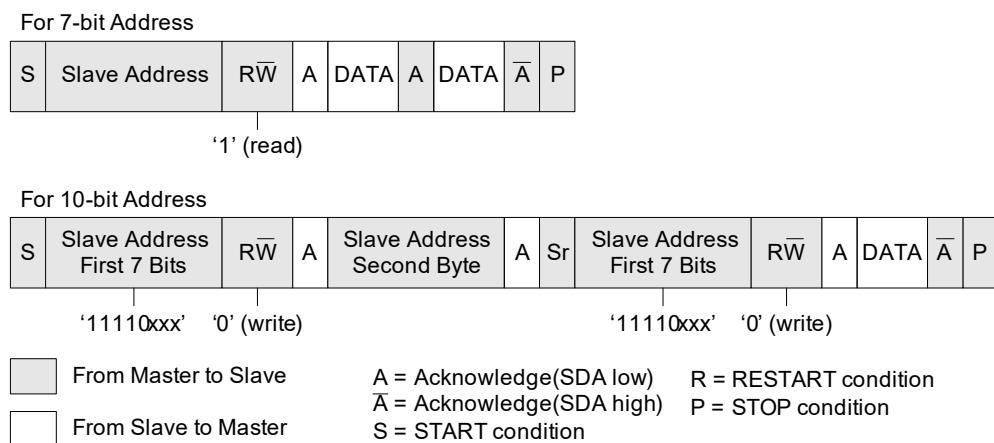 For 7-bit Address
S Slave Address RW̅ A DATA A DATA A̅ P
‘1’ (read)
For 10-bit Address
S Slave Address First 7 Bits RW̅ A Slave Address Second Byte A Sr Slave Address First 7 Bits RW̅ A DATA A̅ P
‘11110xxx’ ‘0’ (write) ‘11110xxx’ ‘0’ (write)
From Master to Slave
From Slave to Master
A = Acknowledge(SDA low)
A̅ = Acknowledge(SDA high)
S = START condition
R = RESTART condition
P = STOP condition